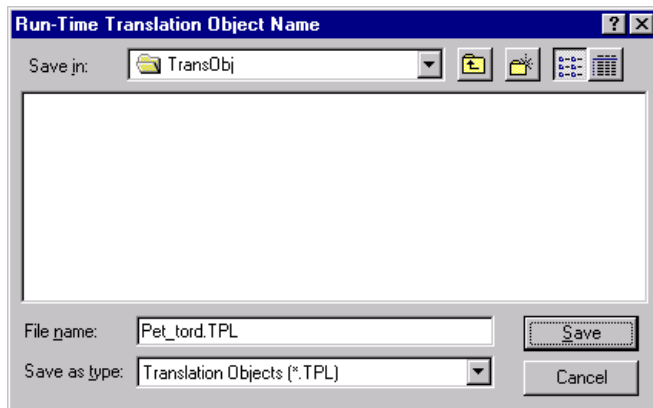 Run-Time Translation Object Name
Save in: TransObj
File name: Pet_tord.TPL Save
Save as type: Translation Objects (*.TPL) Cancel